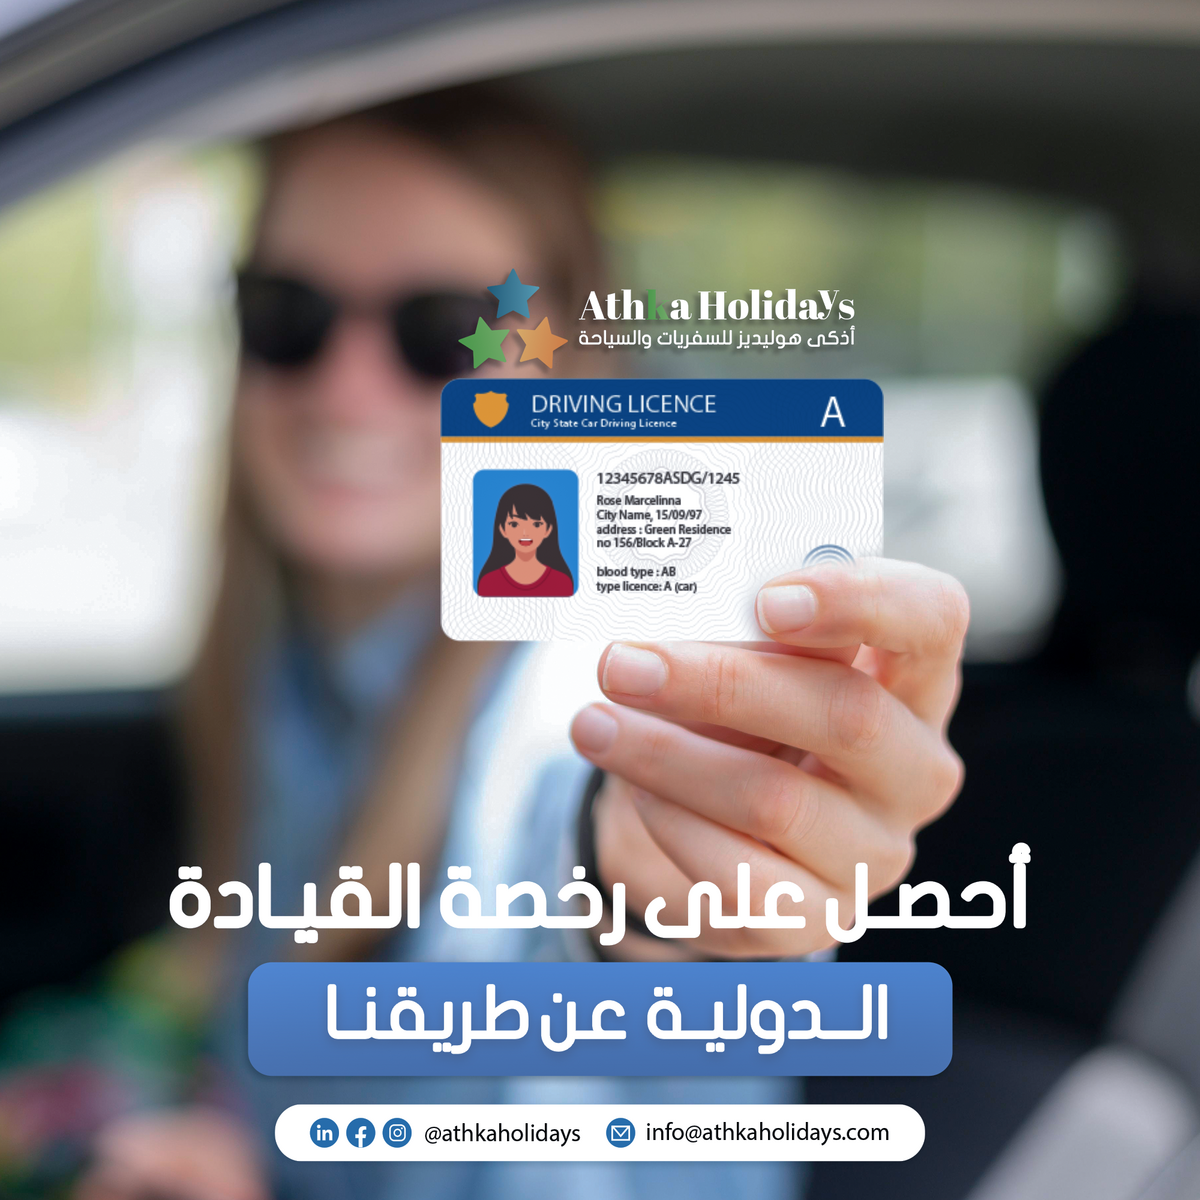 Athka Holidays
أذكى هوليديز للسفريات والسياحة
DRIVING LICENCE
City State Car Driving Licence
A
12345678ASDG/1245
Rose Marcelinna
City Name, 15/09/97
address : Green Residence
no 156/Block A-27
blood type : AB
type licence: A (car)
أحصل على رخصة القيادة
الدولية عن طريقنا
@athkaholidays
info@athkaholidays.com